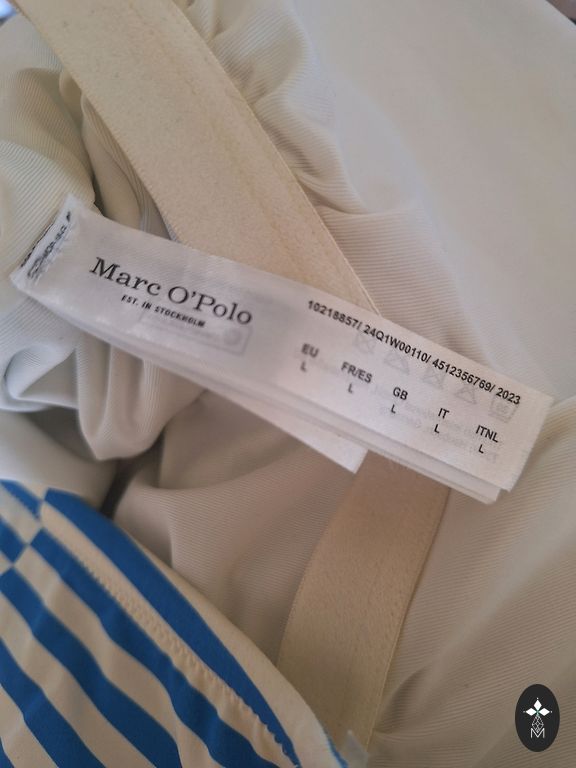 Marc O'Polo
EST. IN STOCKHOLM
10218857/ 24Q1W00110/ 4512356769/ 2023
EU FR/ES GB IT ITNL
L L L L L
M